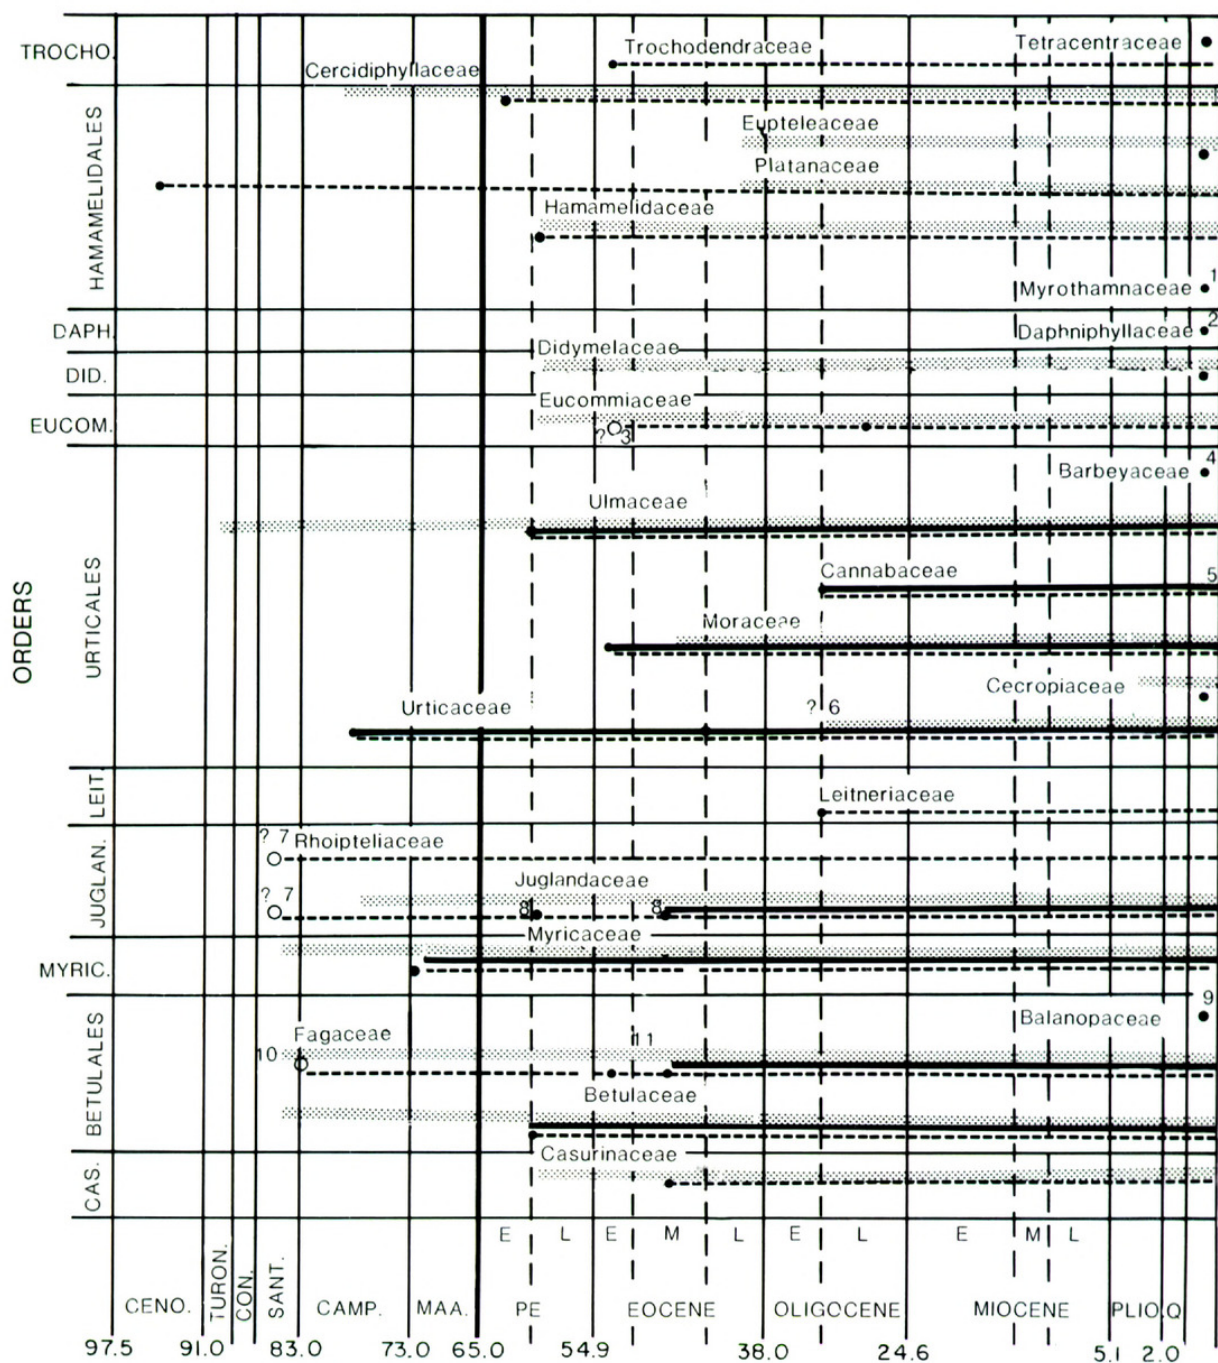 TROCHO.
Trochodendraceae
Tetracentraceae
Cercidiphyllaceae
HAMAMELIDALES
Eupteleaceae
Platanaceae
Hamamelidaceae
Myrothamnaceae 1
DAPH.
Daphniphyllaceae 2
Didymelaceae
DID.
Eucommiaceae
EUCOM.
? 3
Barbeyaceae 4
Ulmaceae
ORDERS
URTICALES
Cannabaceae 5
Moraceae
Cecropiaceae
Urticaceae
? 6
LEIT.
Leitneriaceae
JUGLAN.
? 7 Rhoipteliaceae
? 7
Juglandaceae
8 8
Myricaceae
MYRIC.
9
Balanopaceae
BETULALES
Fagaceae
10
11
Betulaceae
CAS.
Casurinaceae
E L E M L E L E M L
CENO. TURON. CON. SANT. CAMP. MAA. PE EOCENE OLIGOCENE MIOCENE PLIO. Q
97.5 91.0 83.0 73.0 65.0 54.9 38.0 24.6 5.1 2.0